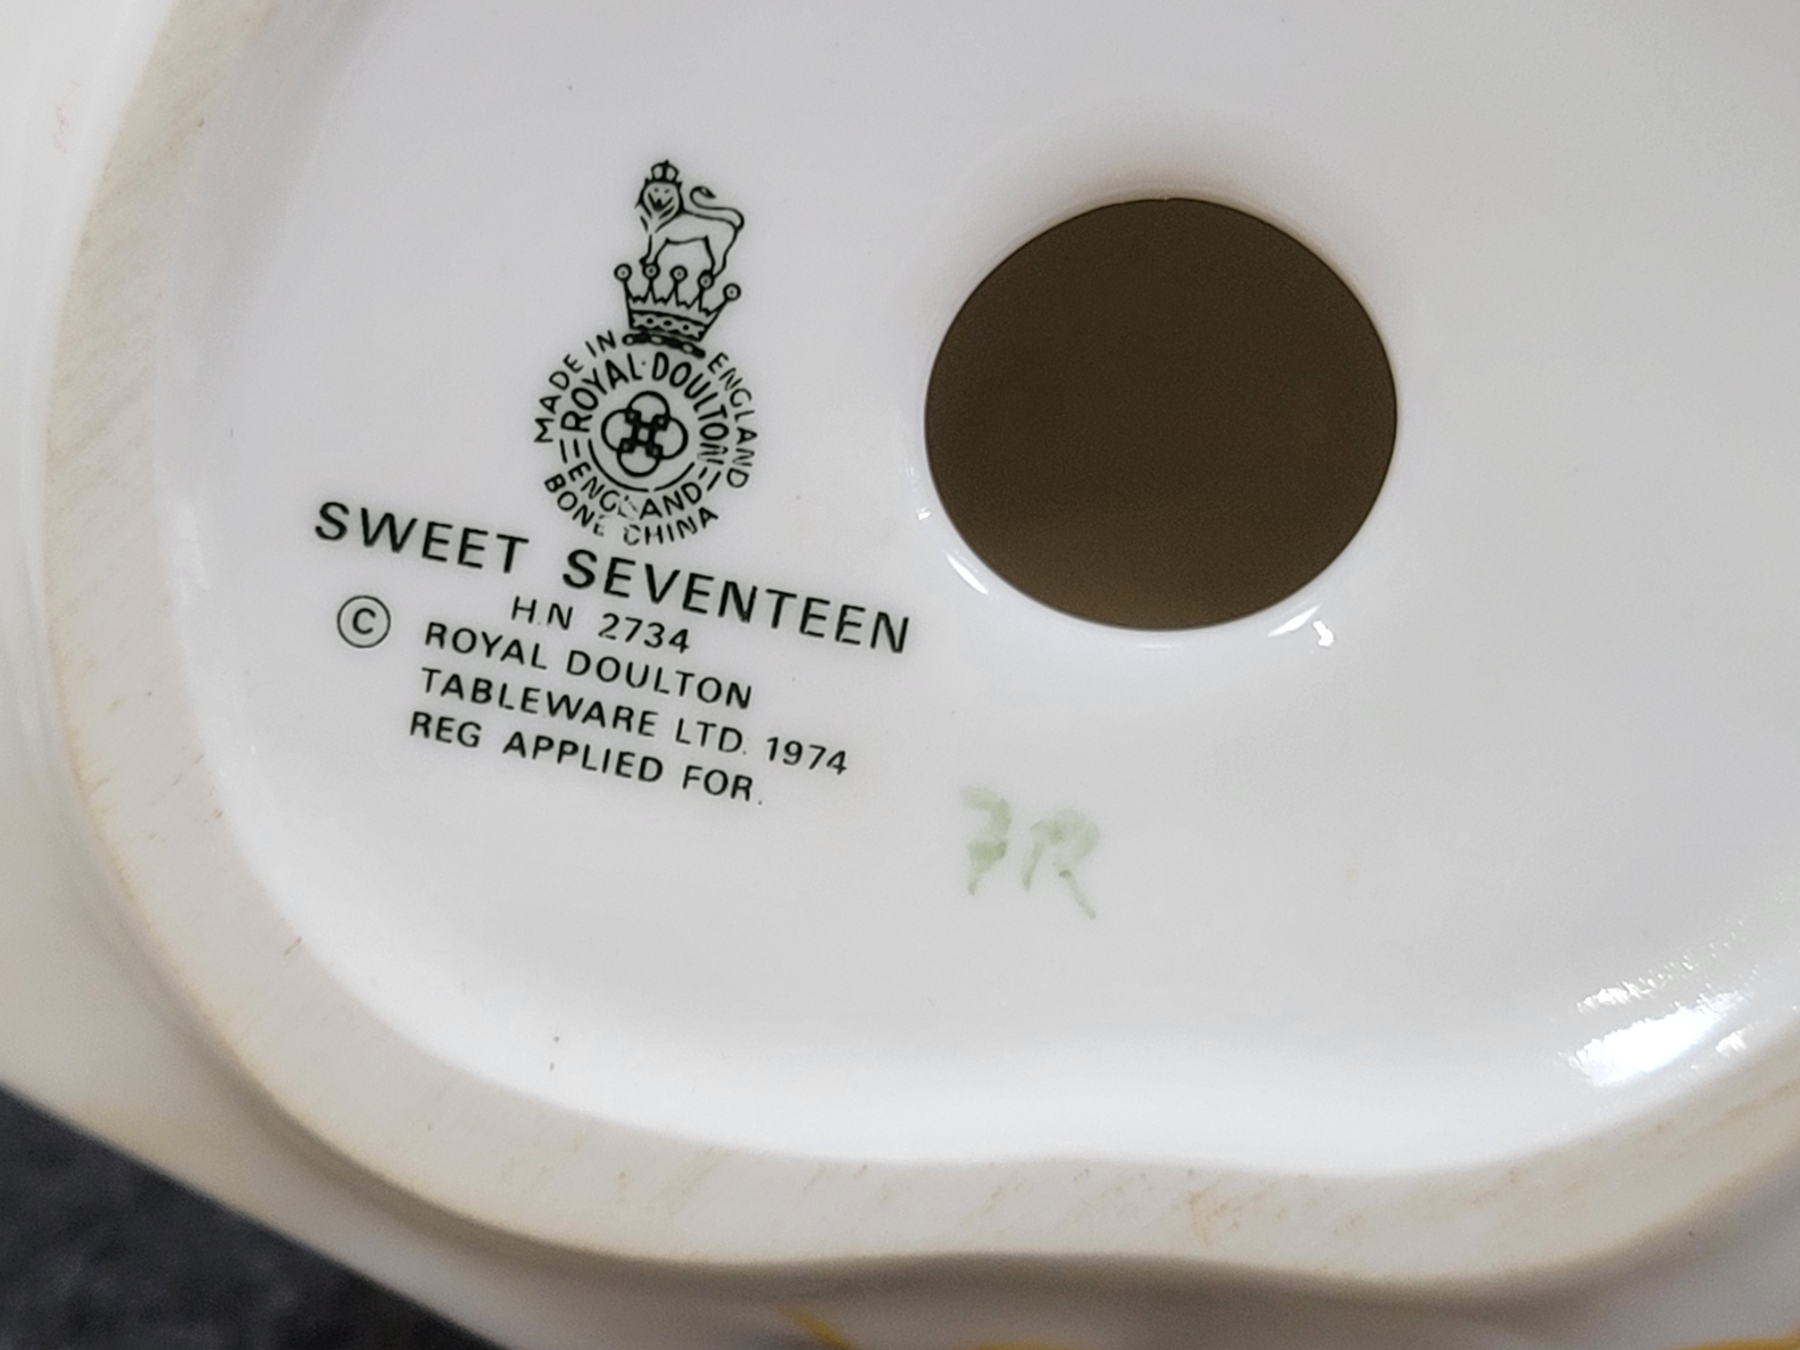 MADE IN ENGLAND
ROYAL·DOULTON
ENGLAND
BONE CHINA
SWEET SEVENTEEN
H.N 2734
© ROYAL DOULTON
TABLEWARE LTD. 1974
REG APPLIED FOR.